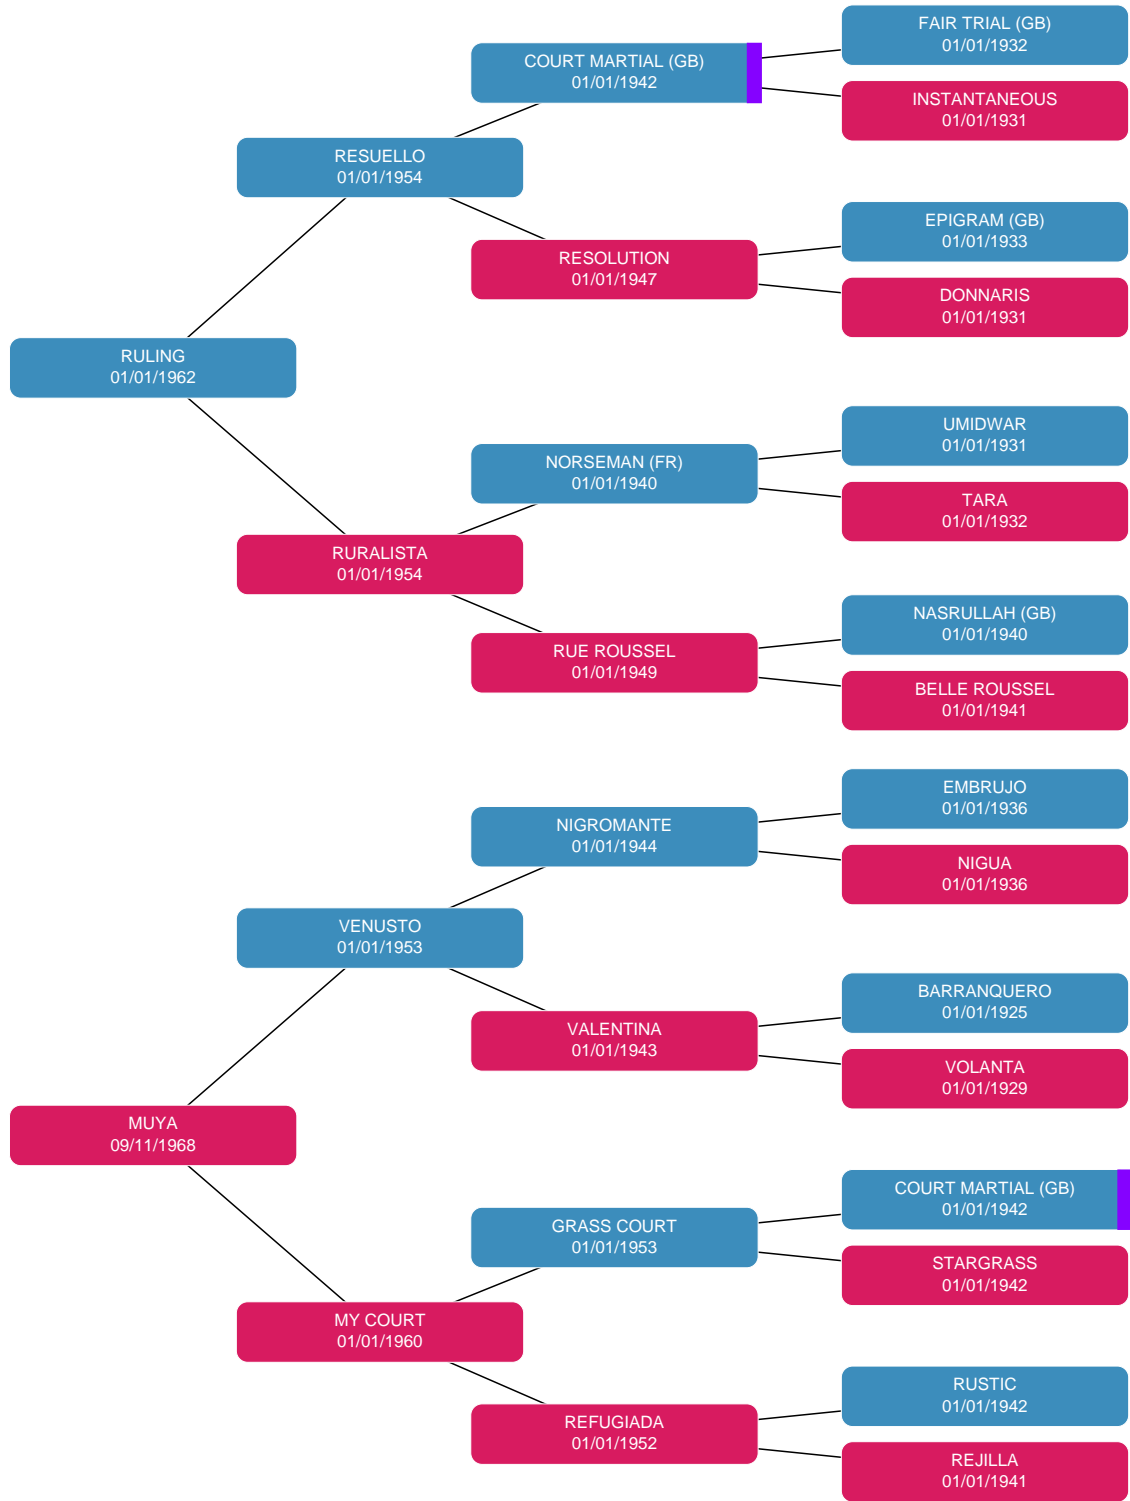 FAIR TRIAL (GB)
01/01/1932
COURT MARTIAL (GB)
01/01/1942
INSTANTANEOUS
01/01/1931
RESUELLO
01/01/1954
EPIGRAM (GB)
01/01/1933
RESOLUTION
01/01/1947
DONNARIS
01/01/1931
RULING
01/01/1962
UMIDWAR
01/01/1931
NORSEMAN (FR)
01/01/1940
TARA
01/01/1932
RURALISTA
01/01/1954
NASRULLAH (GB)
01/01/1940
RUE ROUSSEL
01/01/1949
BELLE ROUSSEL
01/01/1941
EMBRUJO
01/01/1936
NIGROMANTE
01/01/1944
NIGUA
01/01/1936
VENUSTO
01/01/1953
BARRANQUERO
01/01/1925
VALENTINA
01/01/1943
VOLANTA
01/01/1929
MUYA
09/11/1968
COURT MARTIAL (GB)
01/01/1942
GRASS COURT
01/01/1953
STARGRASS
01/01/1942
MY COURT
01/01/1960
RUSTIC
01/01/1942
REFUGIADA
01/01/1952
REJILLA
01/01/1941